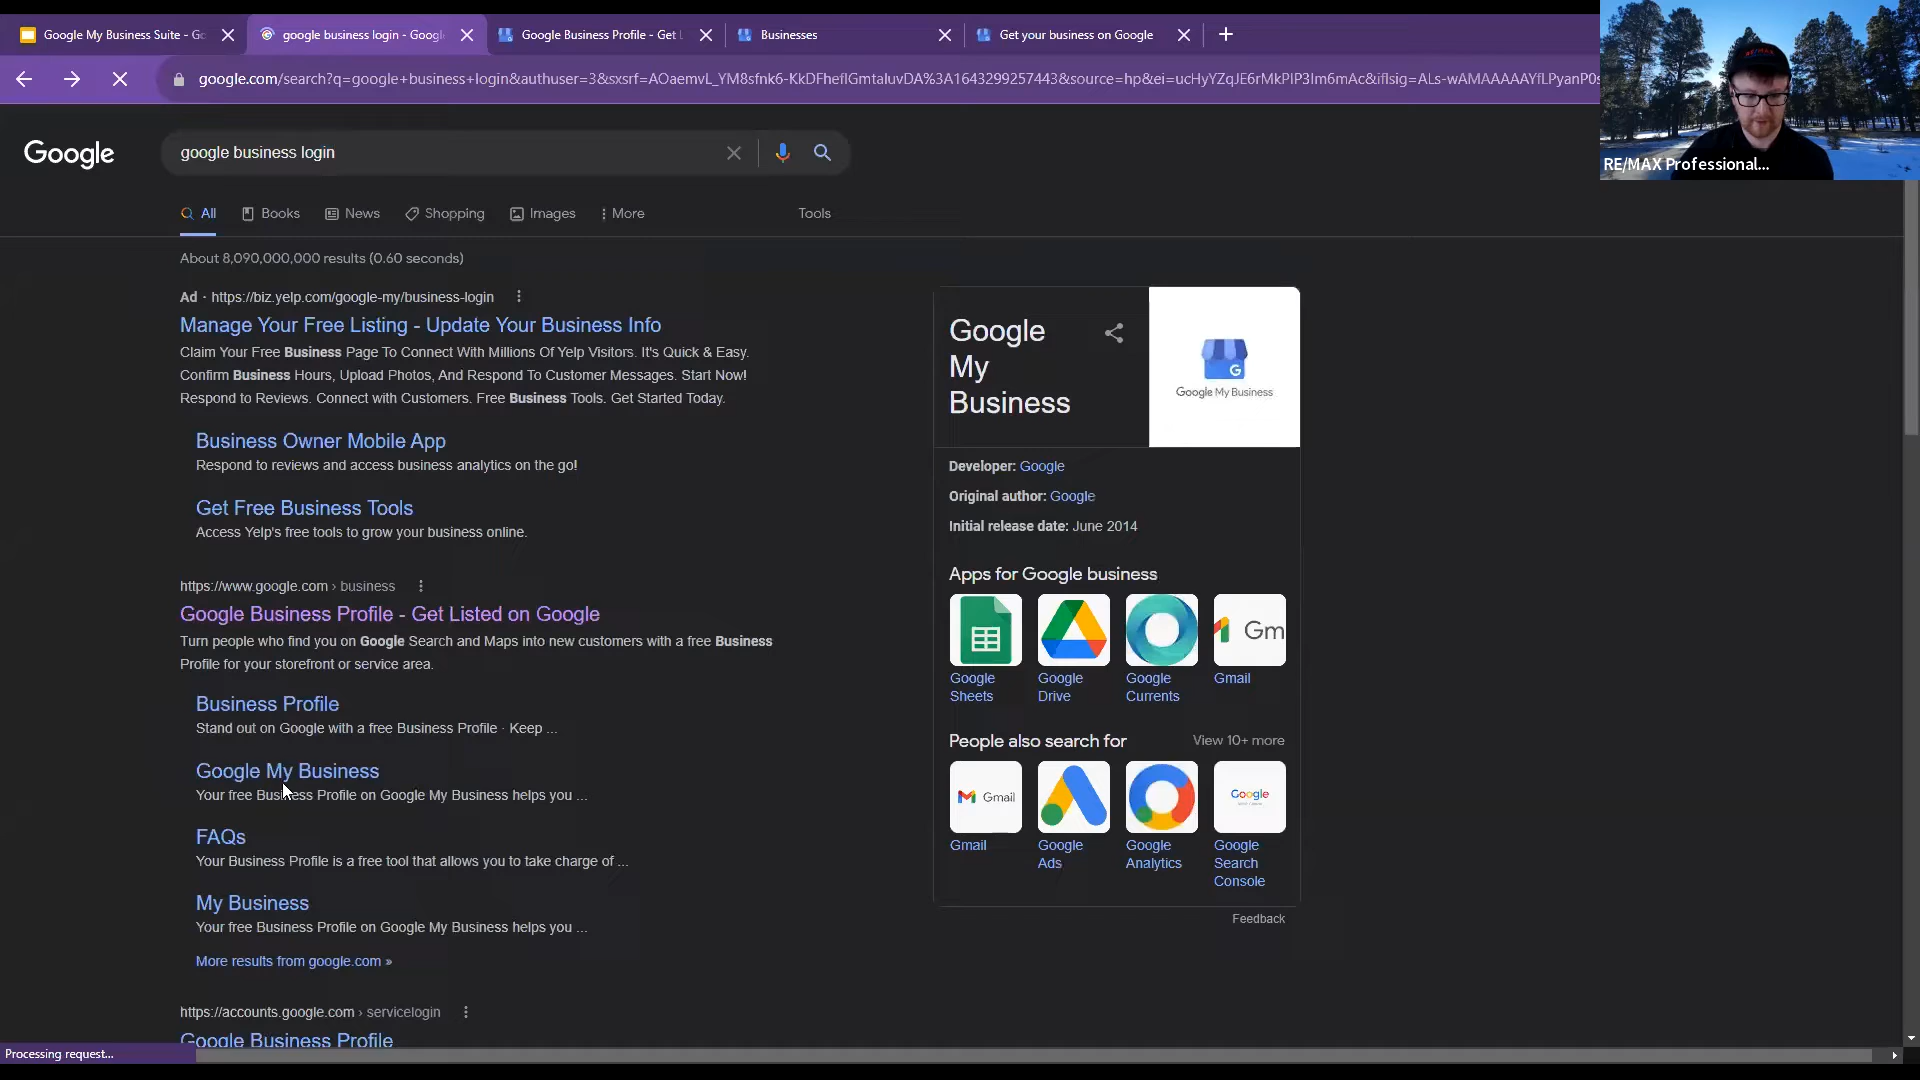 Google My Business Suite - Go
google business login - Googl
Google Business Profile - Get L
Businesses
Get your business on Google
google.com/search?q=google+business+login&authuser=3&sxsrf=AOaemvL_YM8sfnk6-KkDFheflGmtaluvDA%3A1643299257443&source=hp&ei=ucHyYZqJE6rMkPIP3Im6mAc&iflsig=ALs-wAMAAAAAYfLPyanP0s
RE/MAX Professional...
Google
google business login
All
Books
News
Shopping
Images
More
Tools
About 8,090,000,000 results (0.60 seconds)
Ad · https://biz.yelp.com/google-my/business-login
Manage Your Free Listing - Update Your Business Info
Claim Your Free Business Page To Connect With Millions Of Yelp Visitors. It's Quick & Easy.
Confirm Business Hours, Upload Photos, And Respond To Customer Messages. Start Now!
Respond to Reviews. Connect with Customers. Free Business Tools. Get Started Today.
Business Owner Mobile App
Respond to reviews and access business analytics on the go!
Get Free Business Tools
Access Yelp's free tools to grow your business online.
https://www.google.com › business
Google Business Profile - Get Listed on Google
Turn people who find you on Google Search and Maps into new customers with a free Business
Profile for your storefront or service area.
Business Profile
Stand out on Google with a free Business Profile · Keep ...
Google My Business
Your free Business Profile on Google My Business helps you ...
FAQs
Your Business Profile is a free tool that allows you to take charge of ...
My Business
Your free Business Profile on Google My Business helps you ...
More results from google.com »
https://accounts.google.com › servicelogin
Google Business Profile
Processing request...
Google
My
Business
G
Google My Business
Developer: Google
Original author: Google
Initial release date: June 2014
Apps for Google business
Gm
Google
Sheets
Google
Drive
Google
Currents
Gmail
People also search for
View 10+ more
Gmail
Google
Gmail
Google
Ads
Google
Analytics
Google
Search
Console
Feedback